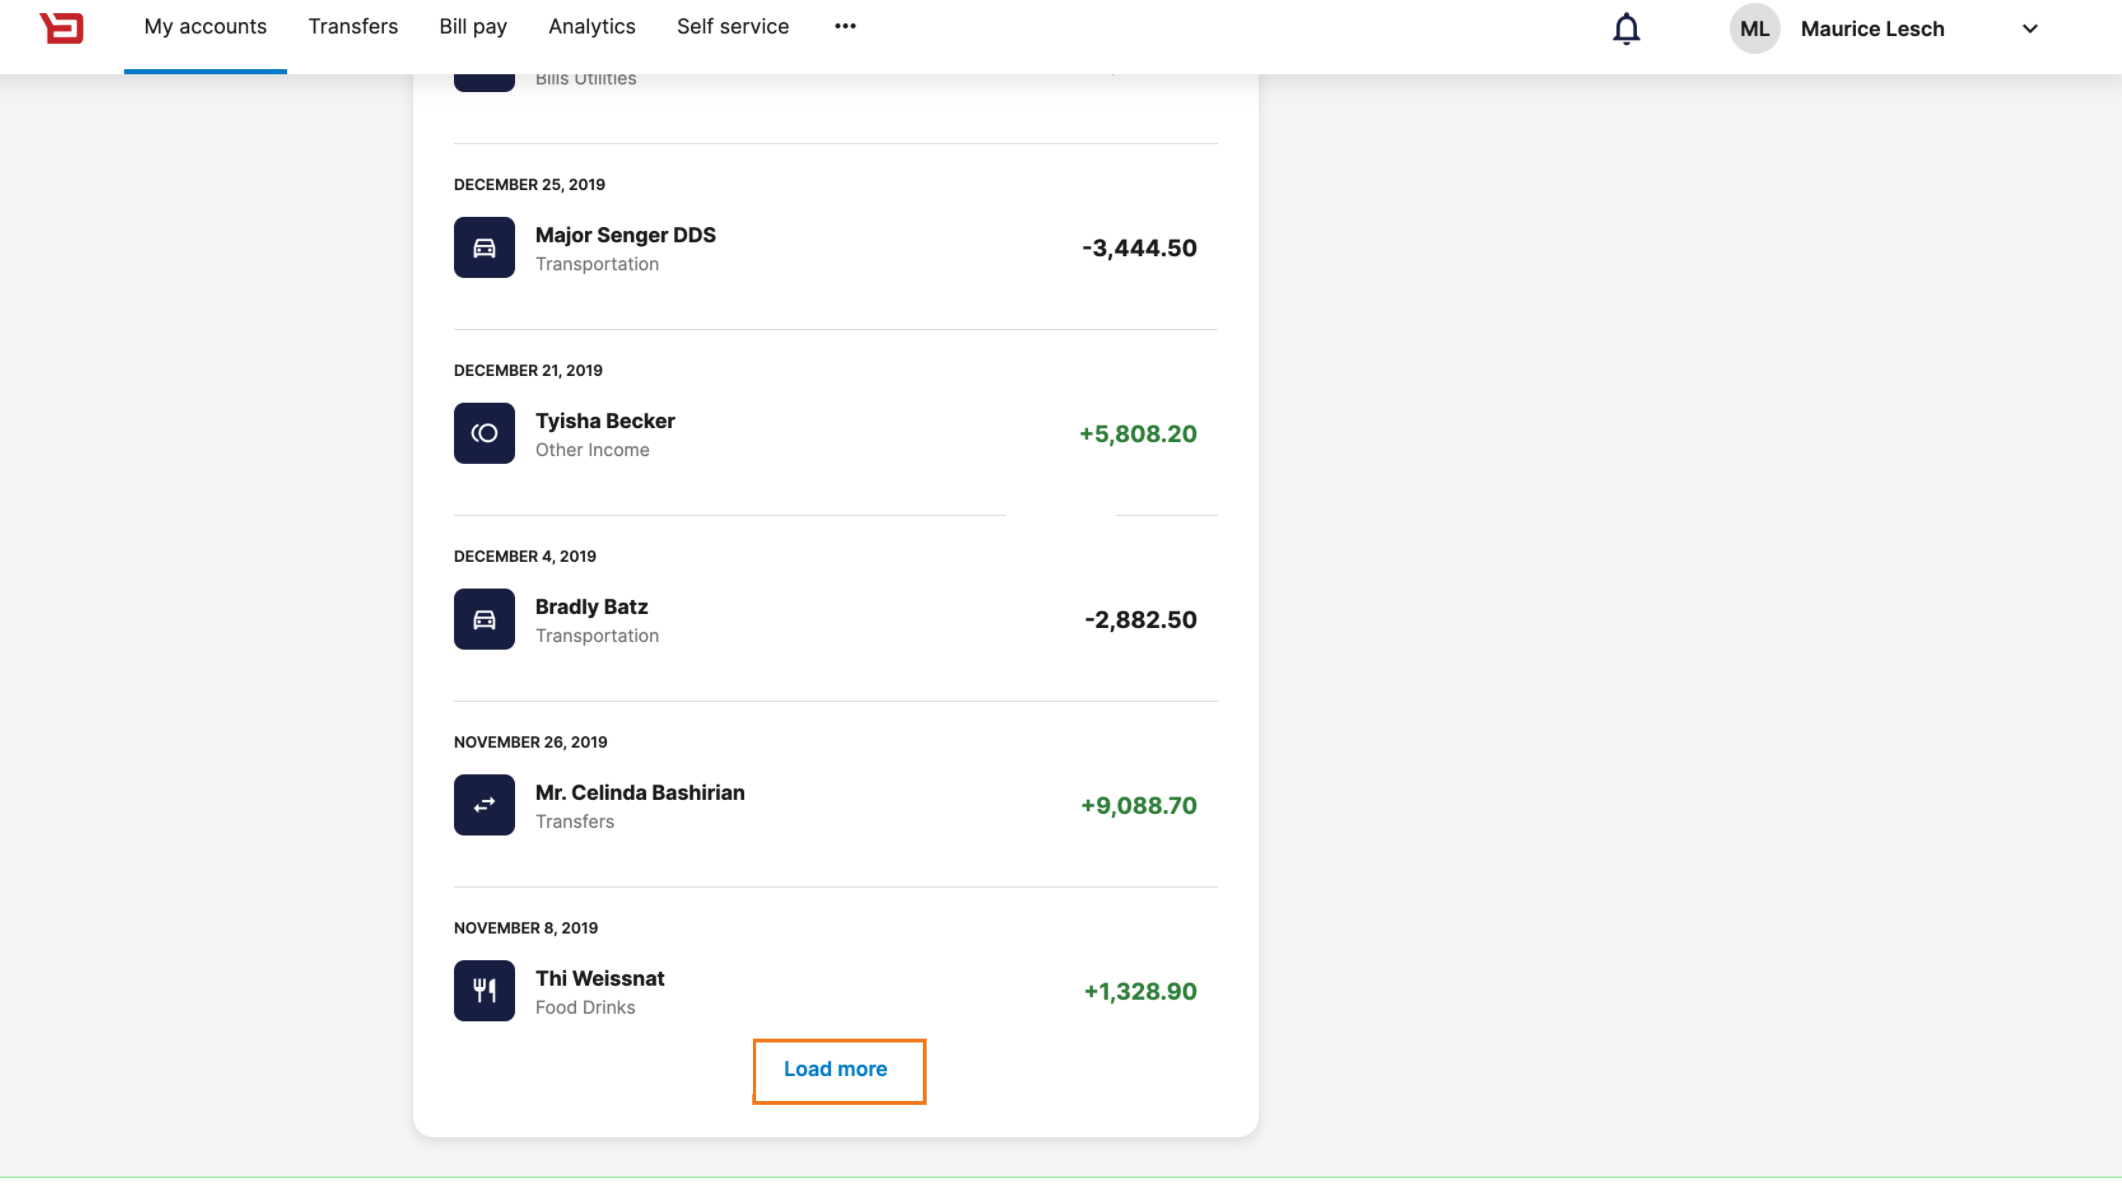 My accounts Transfers Bill pay Analytics Self service ••• ML Maurice Lesch
Bills Utilities
DECEMBER 25, 2019
Major Senger DDS
-3,444.50
Transportation
DECEMBER 21, 2019
Tyisha Becker
+5,808.20
Other Income
DECEMBER 4, 2019
Bradly Batz
-2,882.50
Transportation
NOVEMBER 26, 2019
Mr. Celinda Bashirian
+9,088.70
Transfers
NOVEMBER 8, 2019
Thi Weissnat
+1,328.90
Food Drinks
Load more